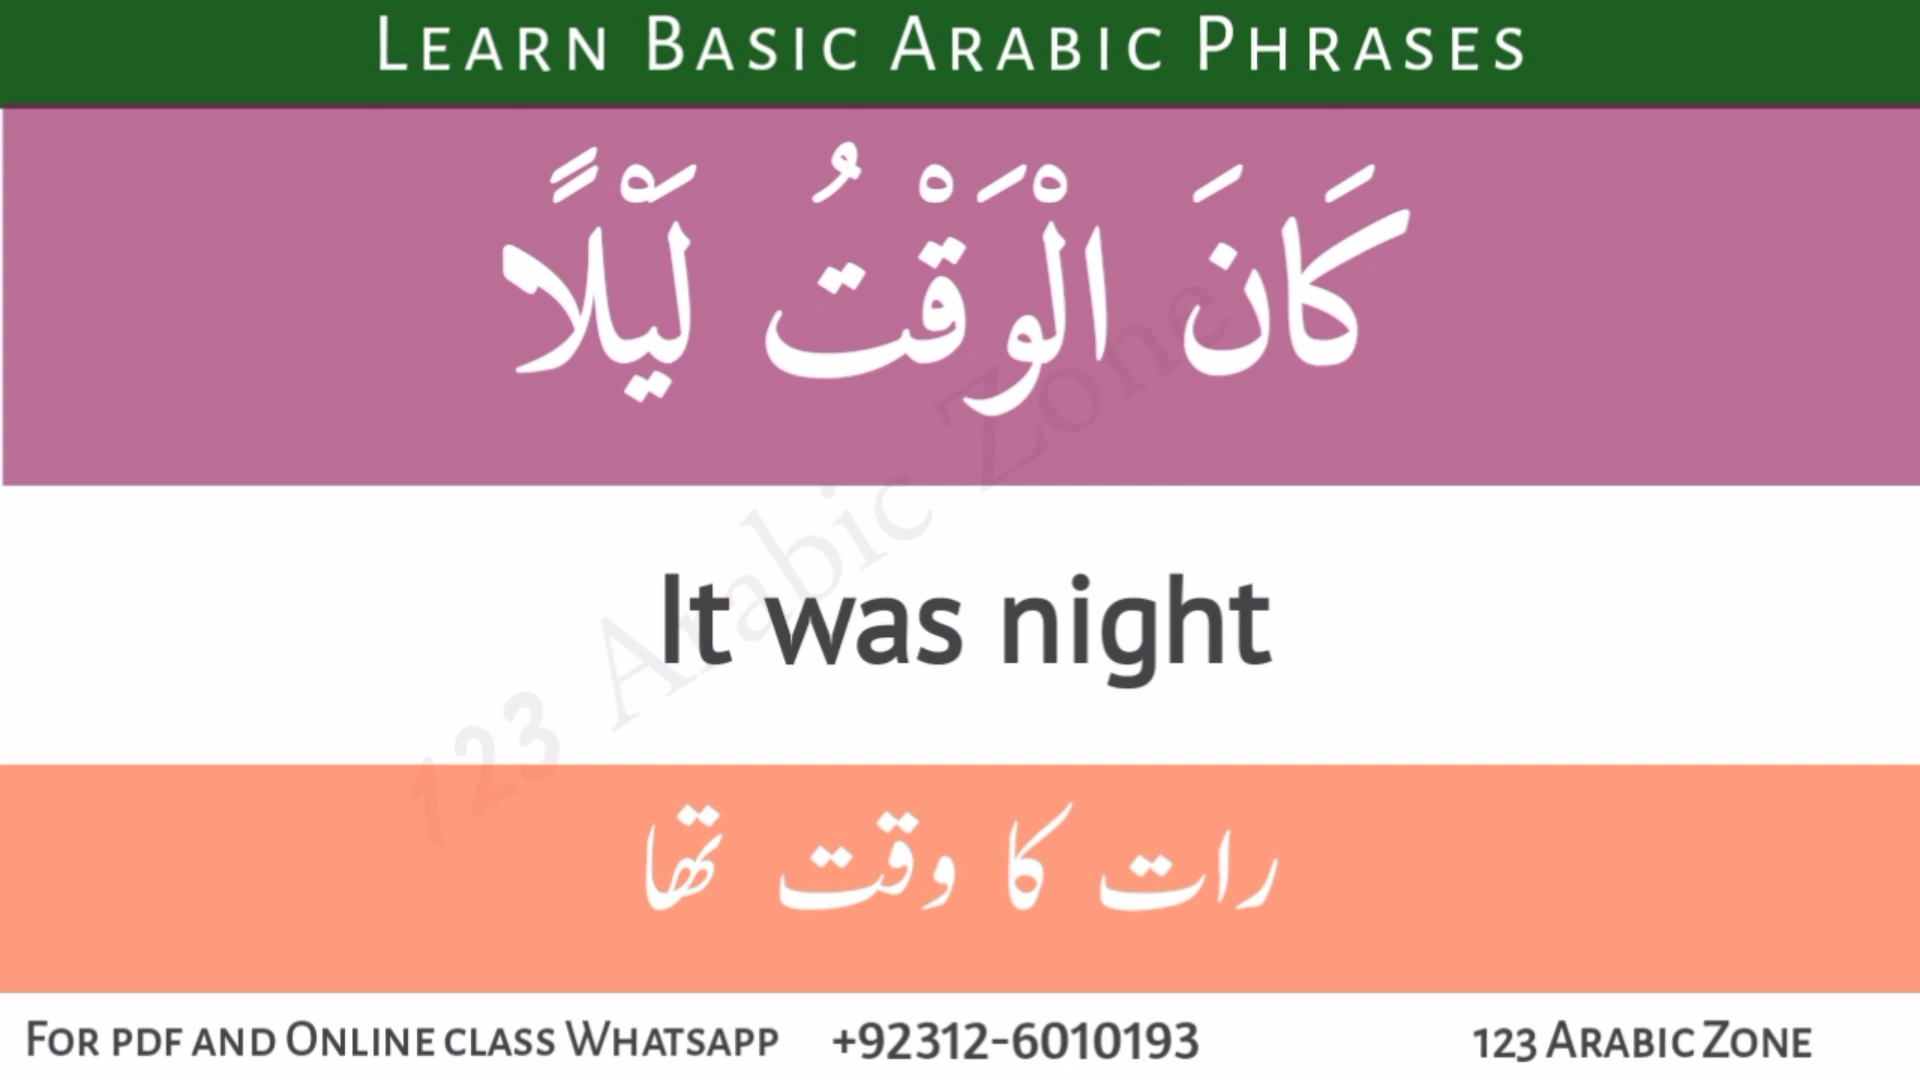 Learn Basic Arabic Phrases
كَانَ الْوَقْتُ لَيْلًا
It was night
رات کا وقت تھا
For pdf and Online class Whatsapp +92312-6010193 123 Arabic Zone
123 Arabic Zone